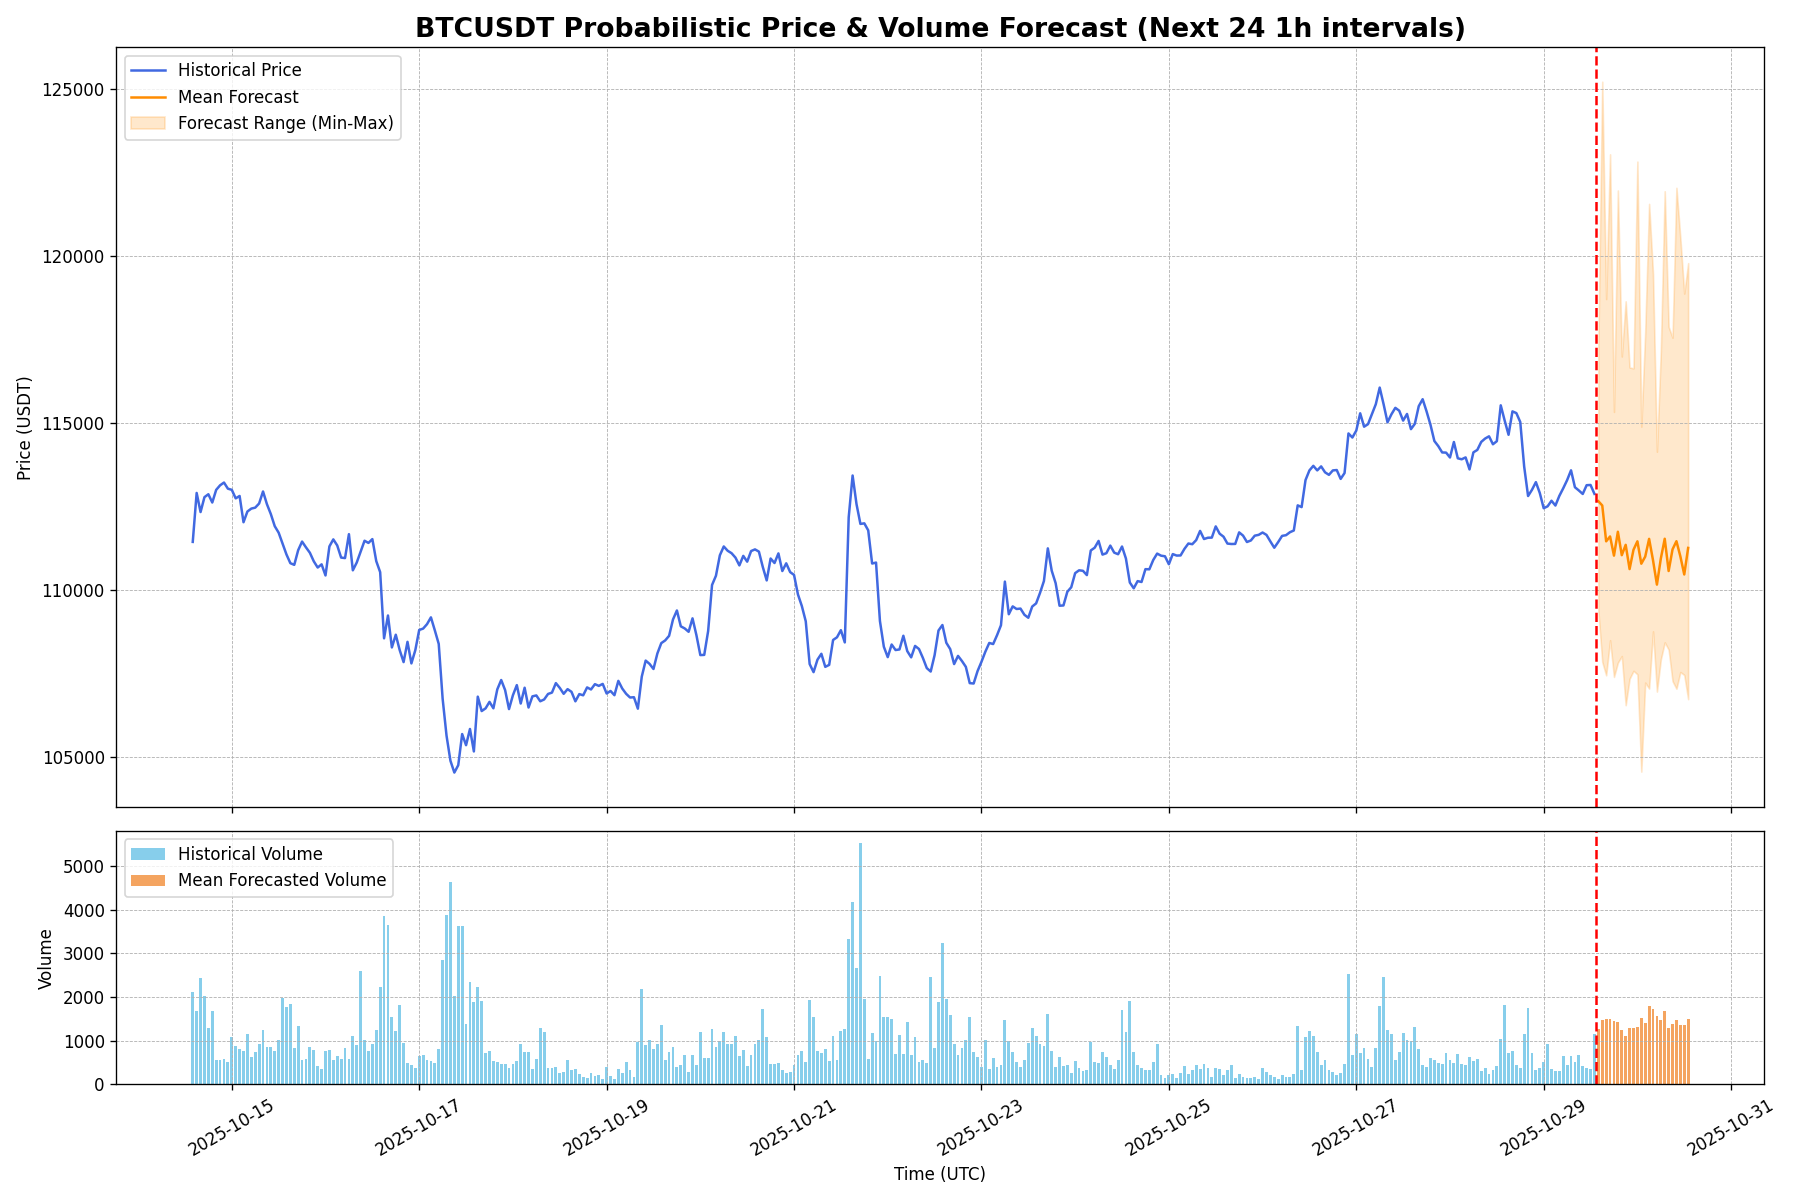 BTCUSDT Probabilistic Price & Volume Forecast (Next 24 1h intervals)
Historical Price
Mean Forecast
Forecast Range (Min-Max)
125000
120000
115000
110000
105000
Price (USDT)
Historical Volume
Mean Forecasted Volume
5000
4000
3000
2000
1000
0
Volume
2025-10-15
2025-10-17
2025-10-19
2025-10-21
2025-10-23
2025-10-25
2025-10-27
2025-10-29
2025-10-31
Time (UTC)